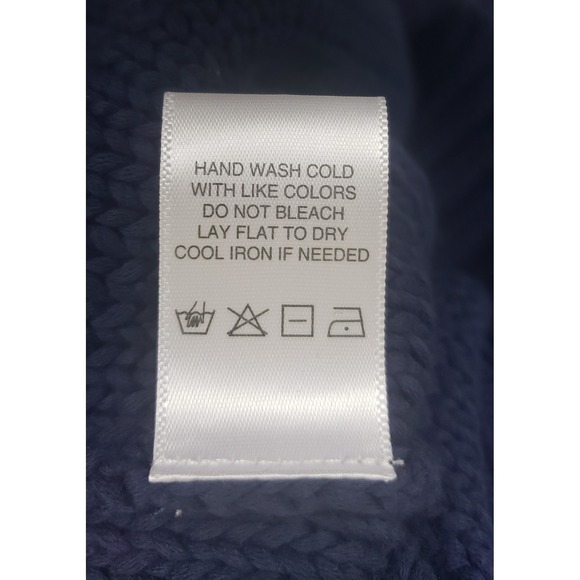 HAND WASH COLD
WITH LIKE COLORS
DO NOT BLEACH
LAY FLAT TO DRY
COOL IRON IF NEEDED